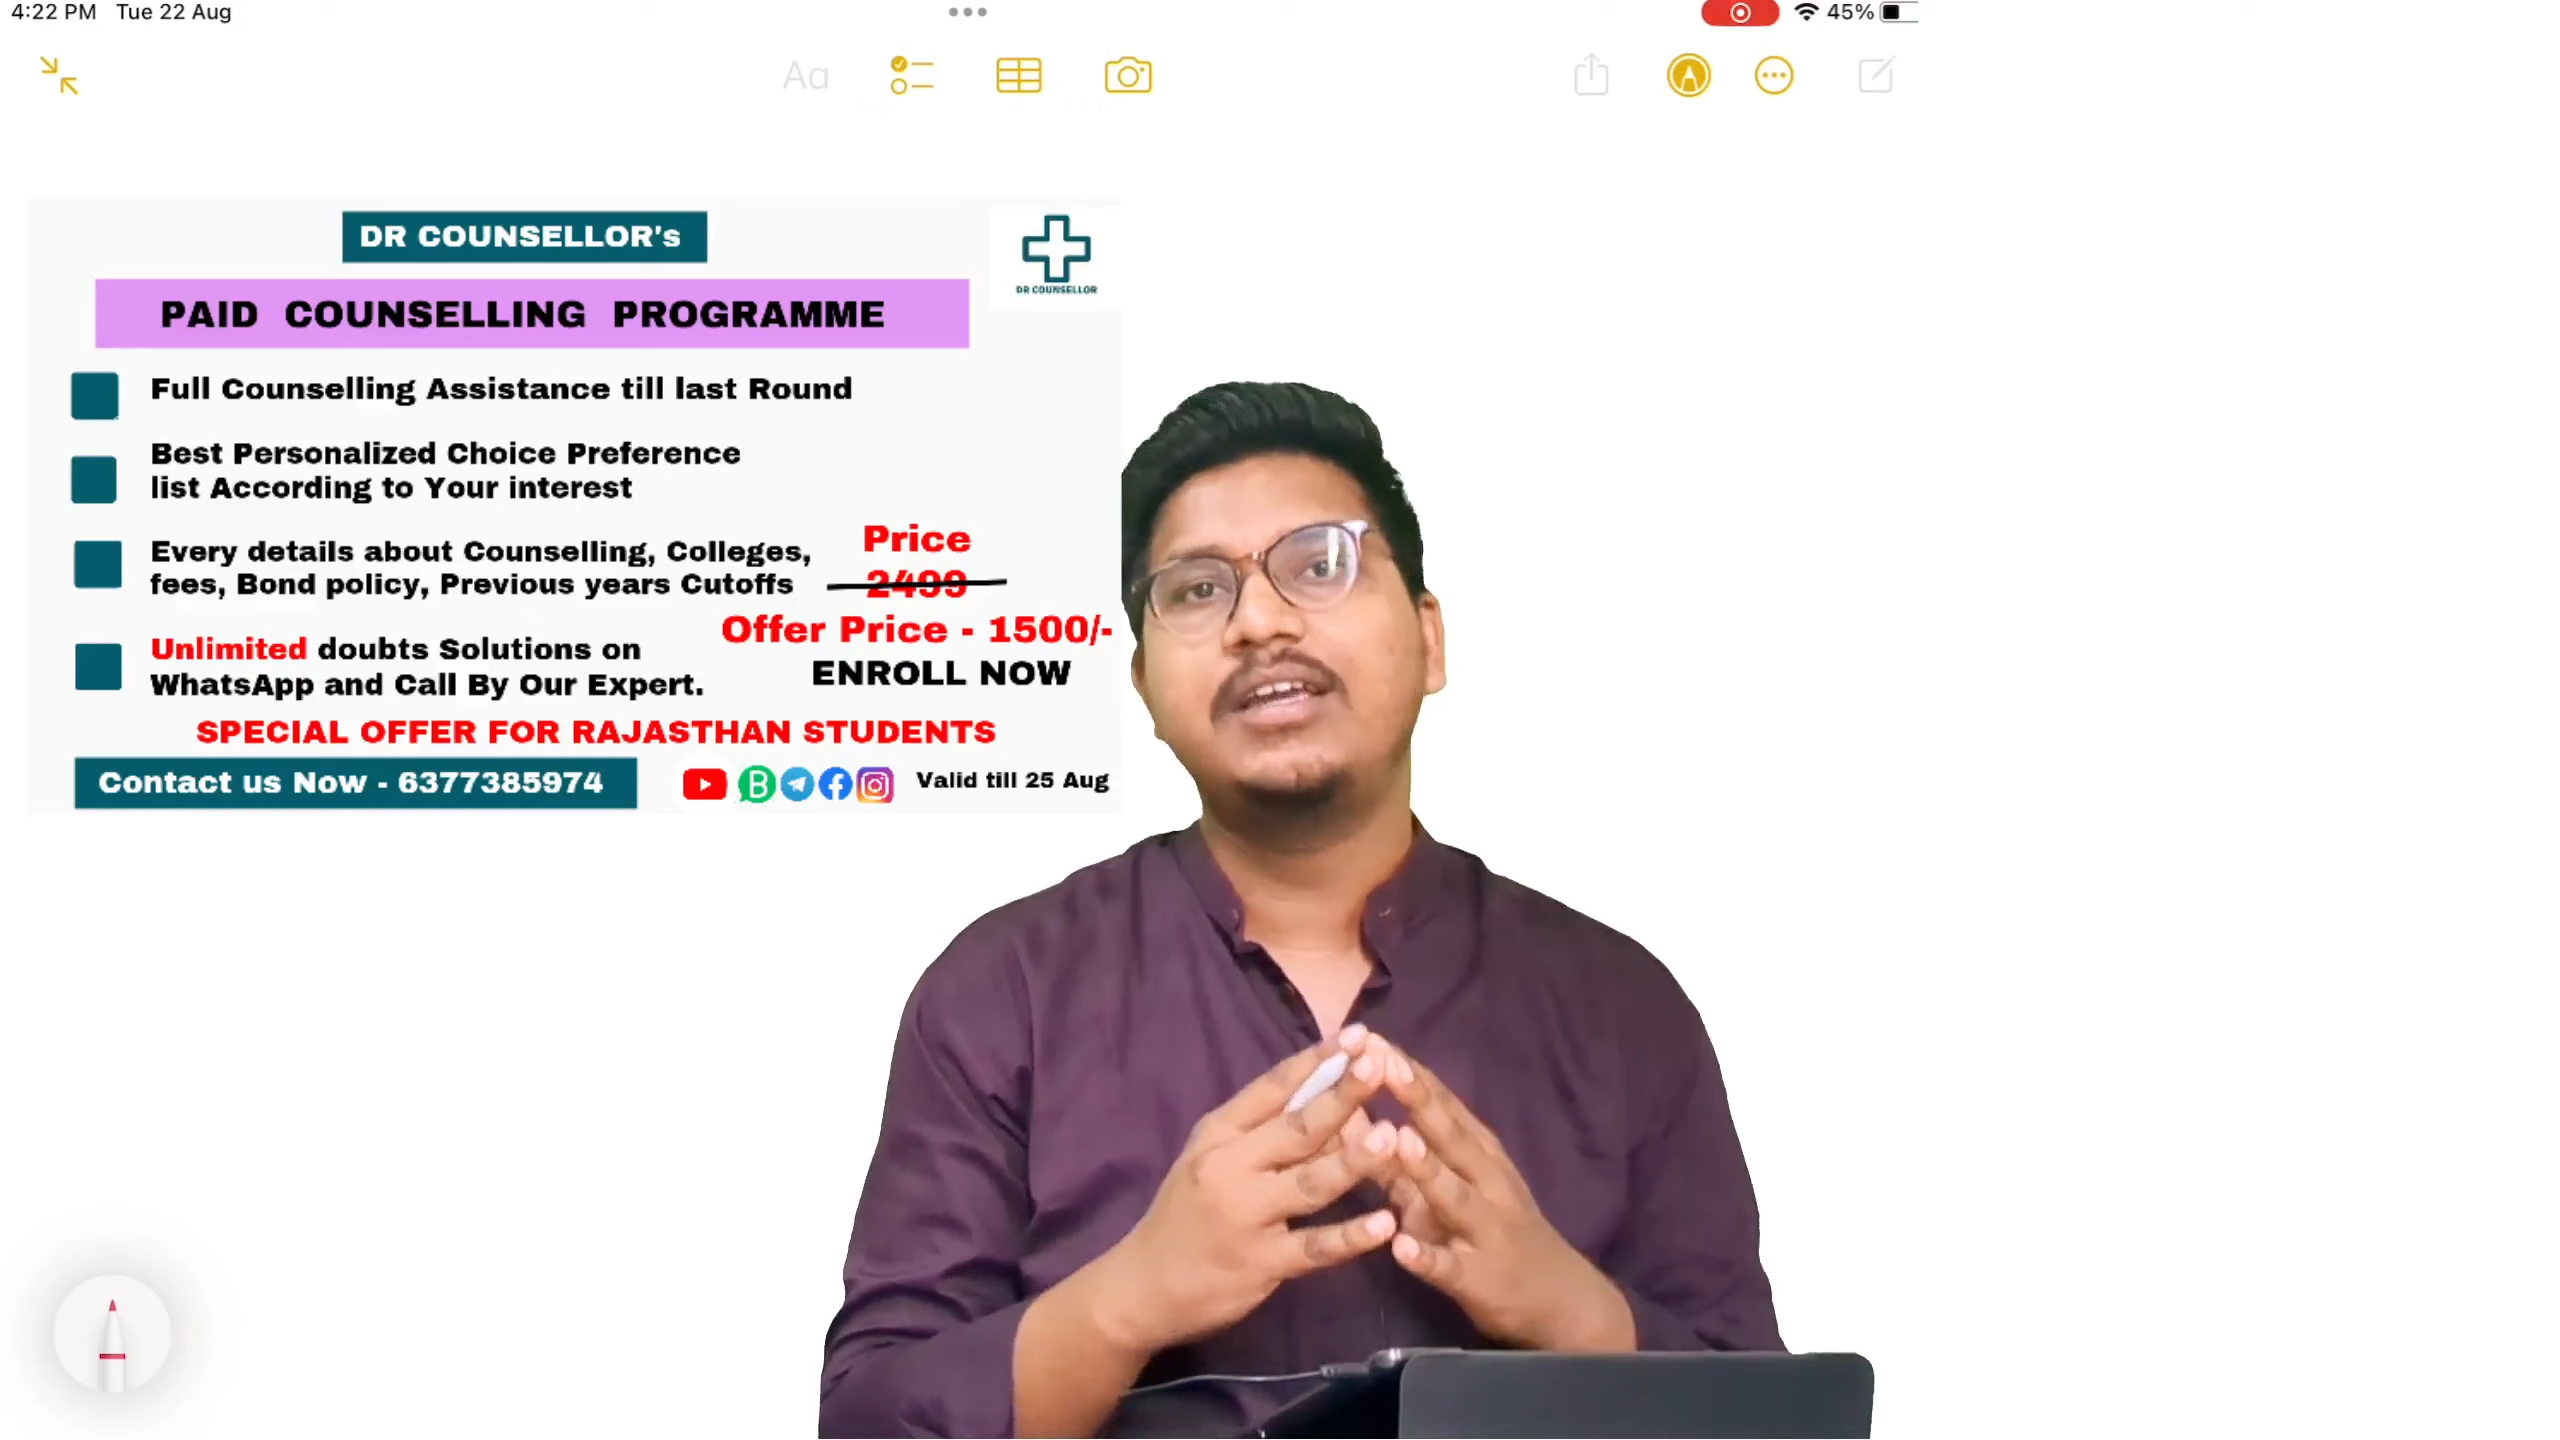 4:22 PM Tue 22 Aug
45%
Aa
DR COUNSELLOR's
DR COUNSELLOR
PAID COUNSELLING PROGRAMME
Full Counselling Assistance till last Round
Best Personalized Choice Preference
list According to Your interest
Every details about Counselling, Colleges,
fees, Bond policy, Previous years Cutoffs
Price
2499
Offer Price - 1500/-
ENROLL NOW
Unlimited doubts Solutions on
WhatsApp and Call By Our Expert.
SPECIAL OFFER FOR RAJASTHAN STUDENTS
Contact us Now - 6377385974
Valid till 25 Aug